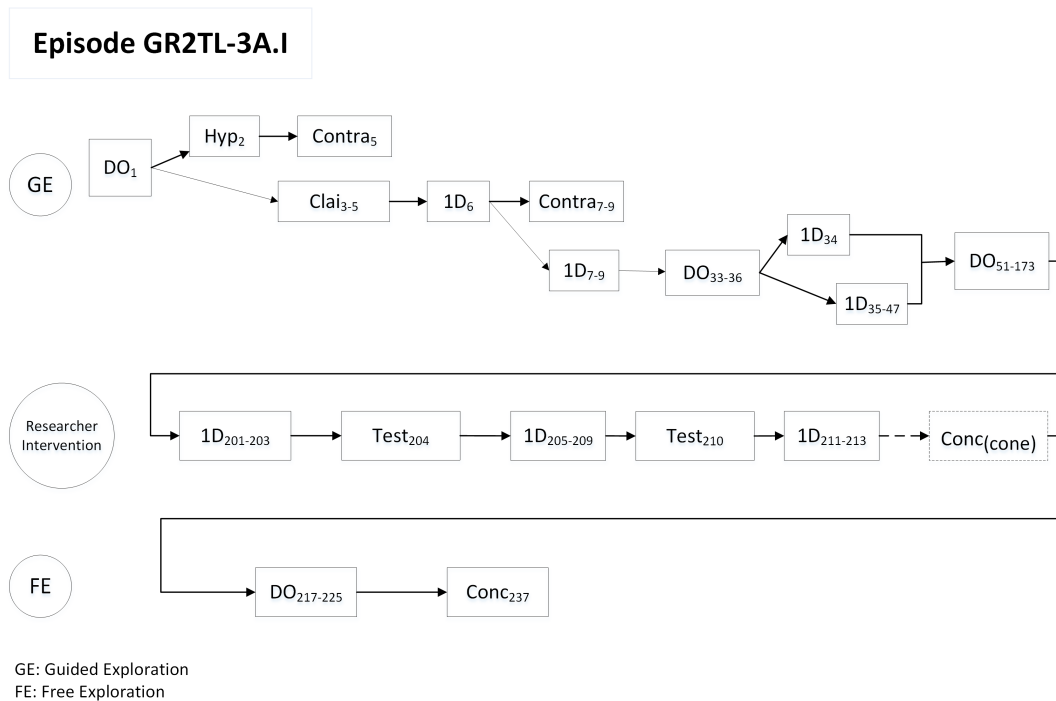 Episode GR2TL-3A.I
GE
DO1
Hyp2
Contra5
Clai3-5
1D6
Contra7-9
1D7-9
DO33-36
1D34
1D35-47
DO51-173
Researcher
Intervention
1D201-203
Test204
1D205-209
Test210
1D211-213
Conc(cone)
FE
DO217-225
Conc237
GE: Guided Exploration
FE: Free Exploration